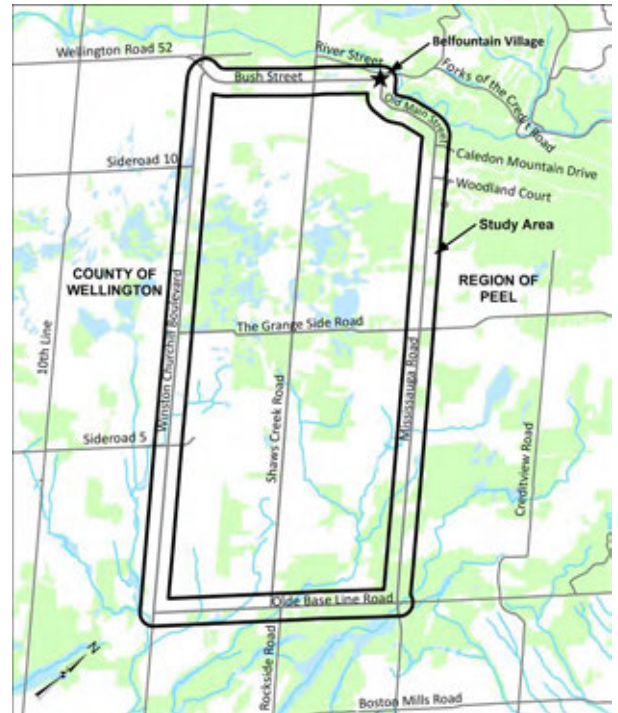 Wellington Road 52
River Street
Belfountain Village
Bush Street
Forks of the Credit Road
Old Main Street
Sideroad 10
Caledon Mountain Drive
Woodland Court
Study Area
COUNTY OF
WELLINGTON
REGION OF
PEEL
10th Line
Winston Churchill Boulevard
The Grange Side Road
Shaws Creek Road
Mississauga Road
Creditview Road
Sideroad 5
Olde Base Line Road
Rockside Road
Boston Mills Road
N